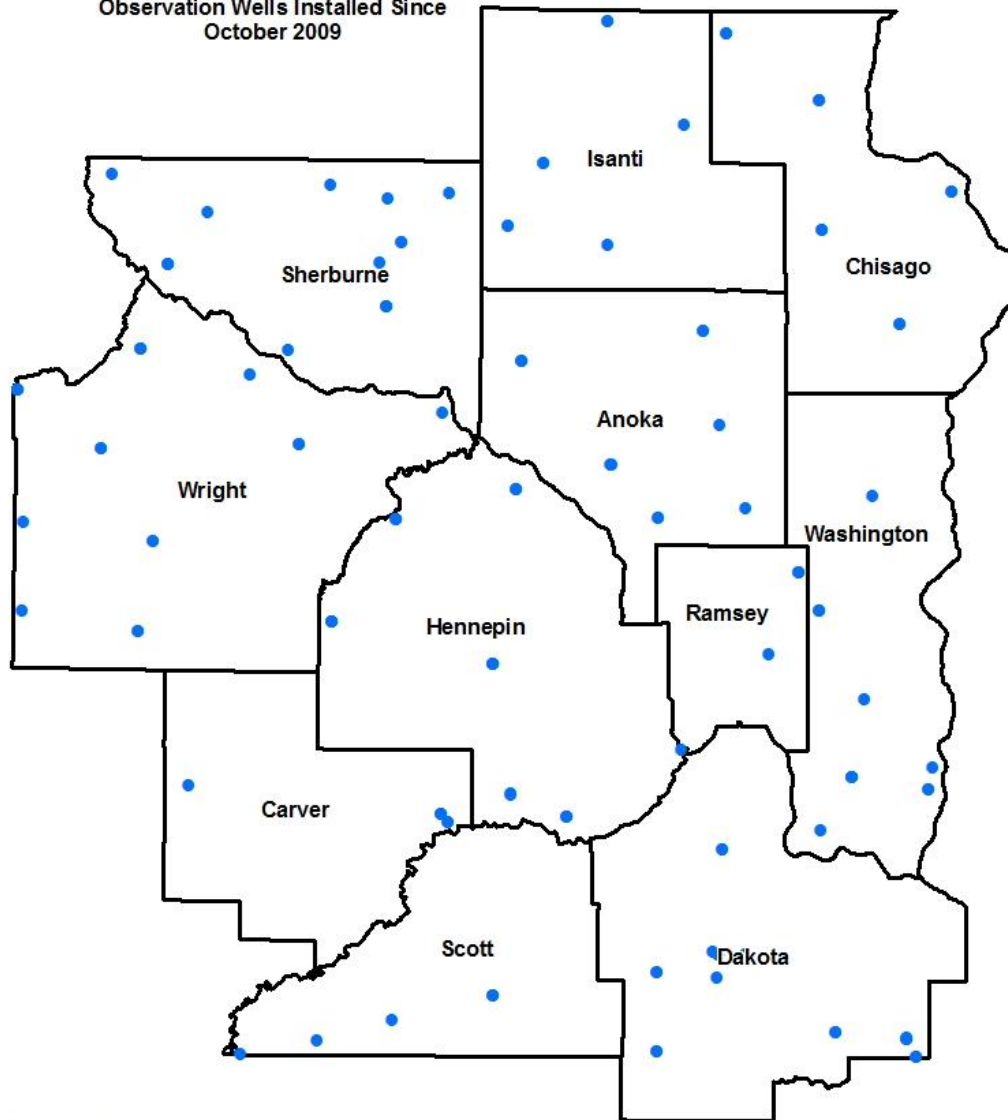 Observation Wells Installed Since
October 2009
Isanti
Chisago
Sherburne
Anoka
Wright
Washington
Ramsey
Hennepin
Carver
Scott
Dakota